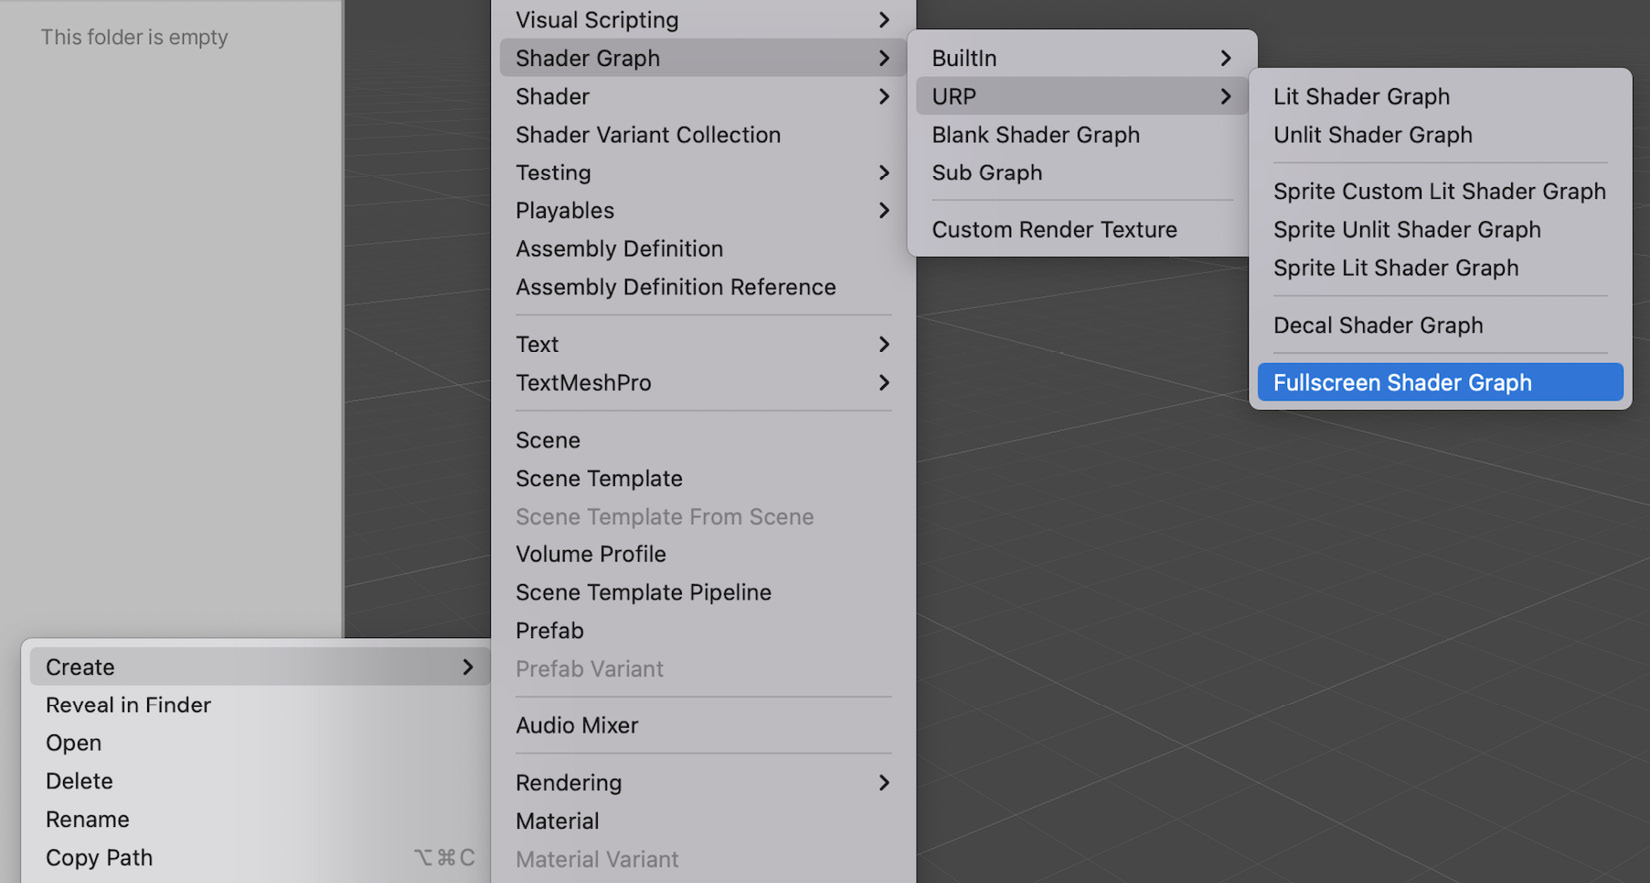 This folder is empty
Create
Reveal in Finder
Open
Delete
Rename
Copy Path ⌥⌘C
Visual Scripting
Shader Graph
Shader
Shader Variant Collection
Testing
Playables
Assembly Definition
Assembly Definition Reference
Text
TextMeshPro
Scene
Scene Template
Scene Template From Scene
Volume Profile
Scene Template Pipeline
Prefab
Prefab Variant
Audio Mixer
Rendering
Material
Material Variant
BuiltIn
URP
Blank Shader Graph
Sub Graph
Custom Render Texture
Lit Shader Graph
Unlit Shader Graph
Sprite Custom Lit Shader Graph
Sprite Unlit Shader Graph
Sprite Lit Shader Graph
Decal Shader Graph
Fullscreen Shader Graph